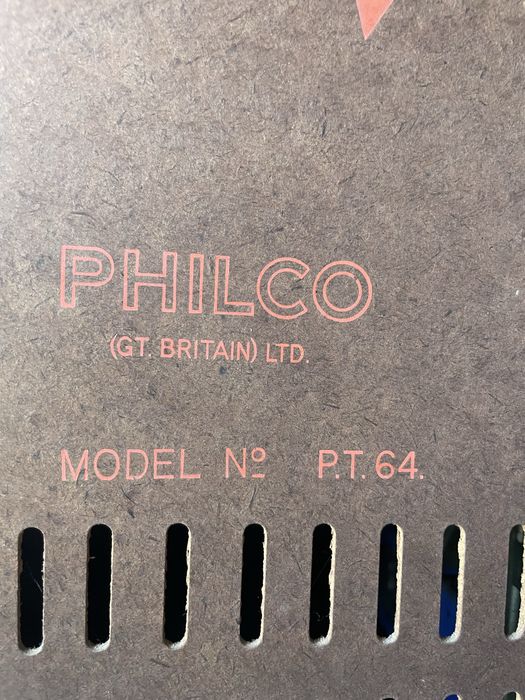 PHILCO
(GT. BRITAIN) LTD.
MODEL Nº P.T. 64.